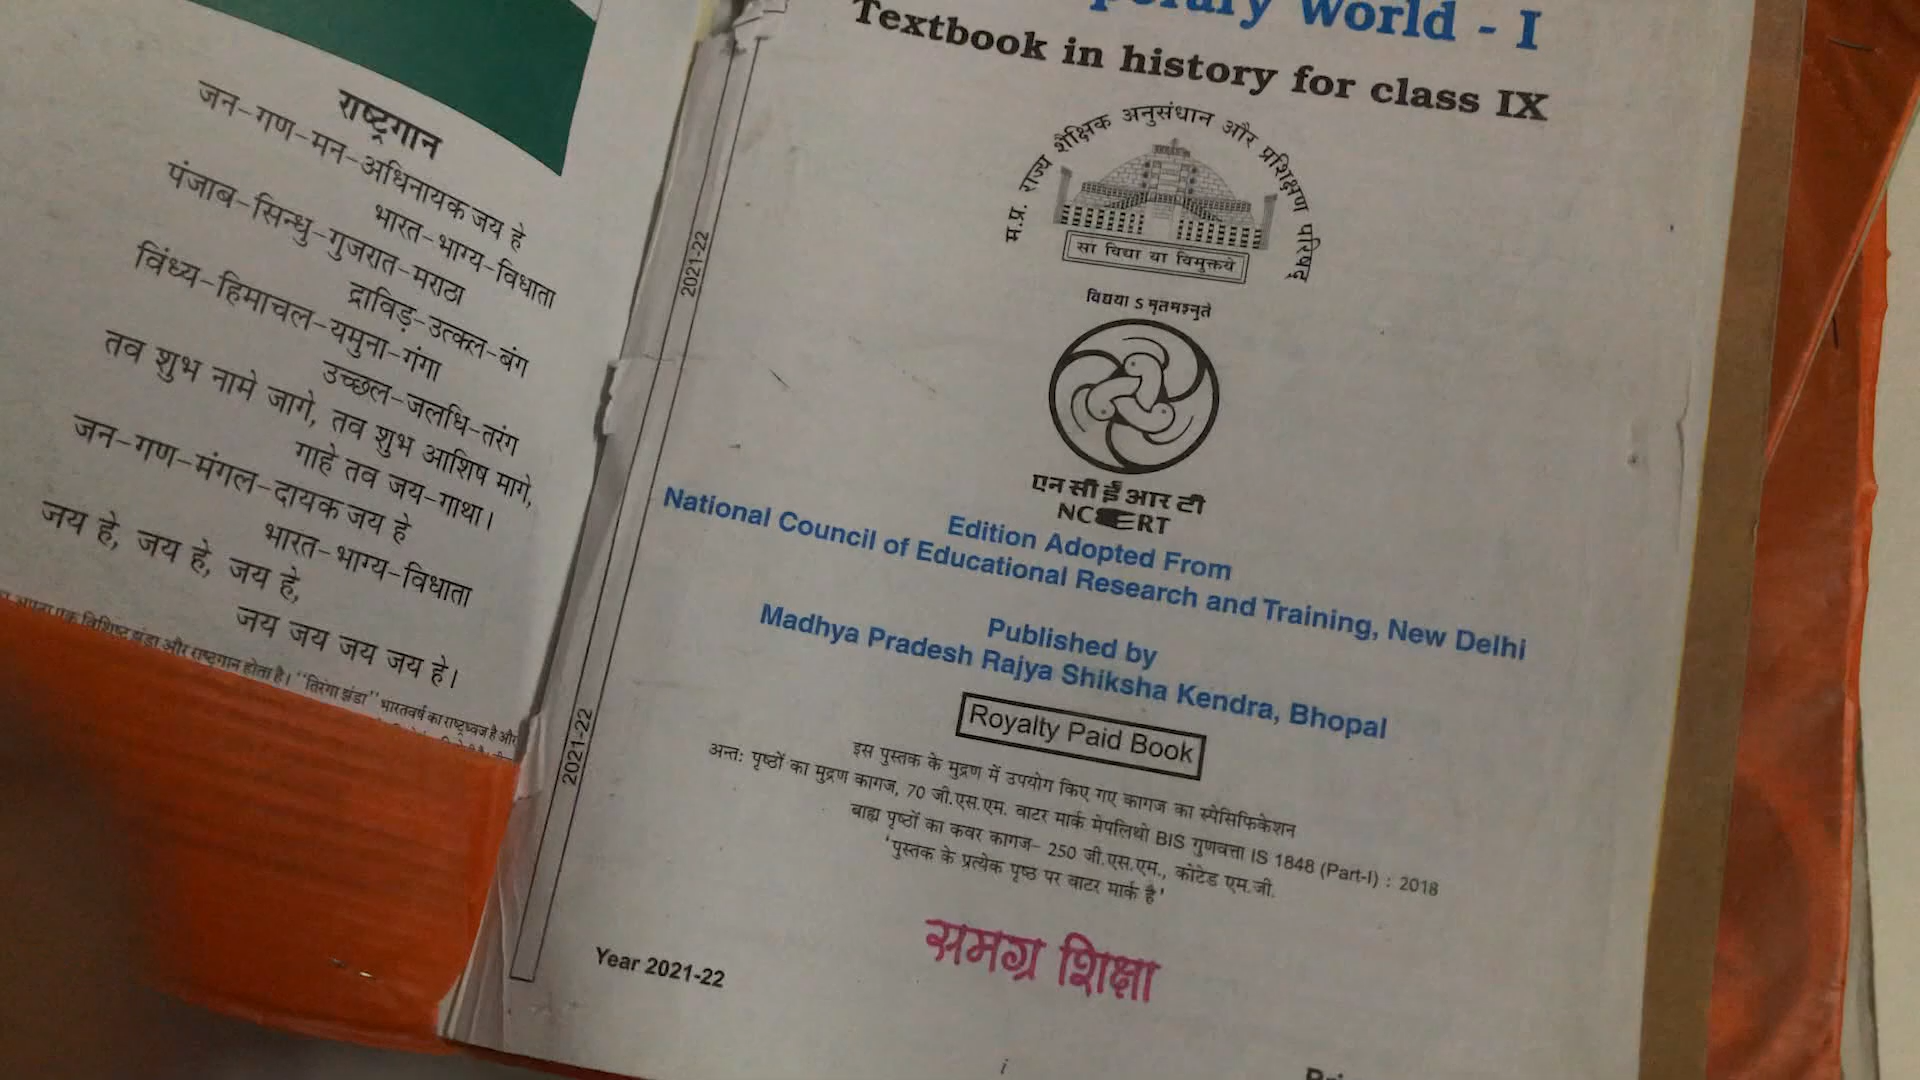 राष्ट्रगान
जन-गण-मन-अधिनायक जय हे
भारत-भाग्य-विधाता
पंजाब-सिन्धु-गुजरात-मराठा
द्राविड़-उत्कल-बंग
विंध्य-हिमाचल-यमुना-गंगा
उच्छल-जलधि-तरंग
तव शुभ नामे जागे, तव शुभ आशिष मागे,
गाहे तव जय-गाथा।
जन-गण-मंगल-दायक जय हे
भारत-भाग्य-विधाता
जय हे, जय हे, जय हे,
जय जय जय जय हे।
विशिष्ट झंडा और राष्ट्रगान होता है। "तिरंगा झंडा" भारतवर्ष का राष्ट्रध्वज है और
2021-22
2021-22
World - I
Textbook in history for class IX
म.प्र. राज्य शैक्षिक अनुसंधान और प्रशिक्षण परिषद्
सा विद्या या विमुक्तये
विद्यया ऽ मृतमश्नुते
एन सी ई आर टी
NCERT
Edition Adopted From
National Council of Educational Research and Training, New Delhi
Published by
Madhya Pradesh Rajya Shiksha Kendra, Bhopal
Royalty Paid Book
इस पुस्तक के मुद्रण में उपयोग किए गए कागज का स्पेसिफिकेशन
अन्तः पृष्ठों का मुद्रण कागज, 70 जी.एस.एम. वाटर मार्क मेपलिथो BIS गुणवत्ता IS 1848 (Part-I) : 2018
बाह्य पृष्ठों का कवर कागज- 250 जी.एस.एम., कोटेड एम.जी.
'पुस्तक के प्रत्येक पृष्ठ पर वाटर मार्क है'
समग्र शिक्षा
Year 2021-22
i